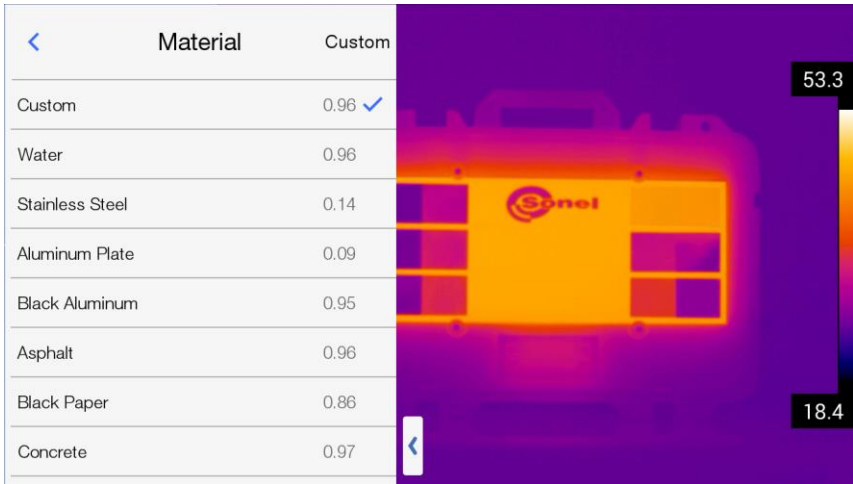 Material Custom
Custom 0.96
Water 0.96
Stainless Steel 0.14
Aluminum Plate 0.09
Black Aluminum 0.95
Asphalt 0.96
Black Paper 0.86
Concrete 0.97
Sonel
53.3
18.4